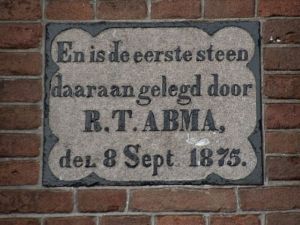 En is de eerste steen
daaraan gelegd door
R. T. ABMA,
den 8 Sept. 1875.